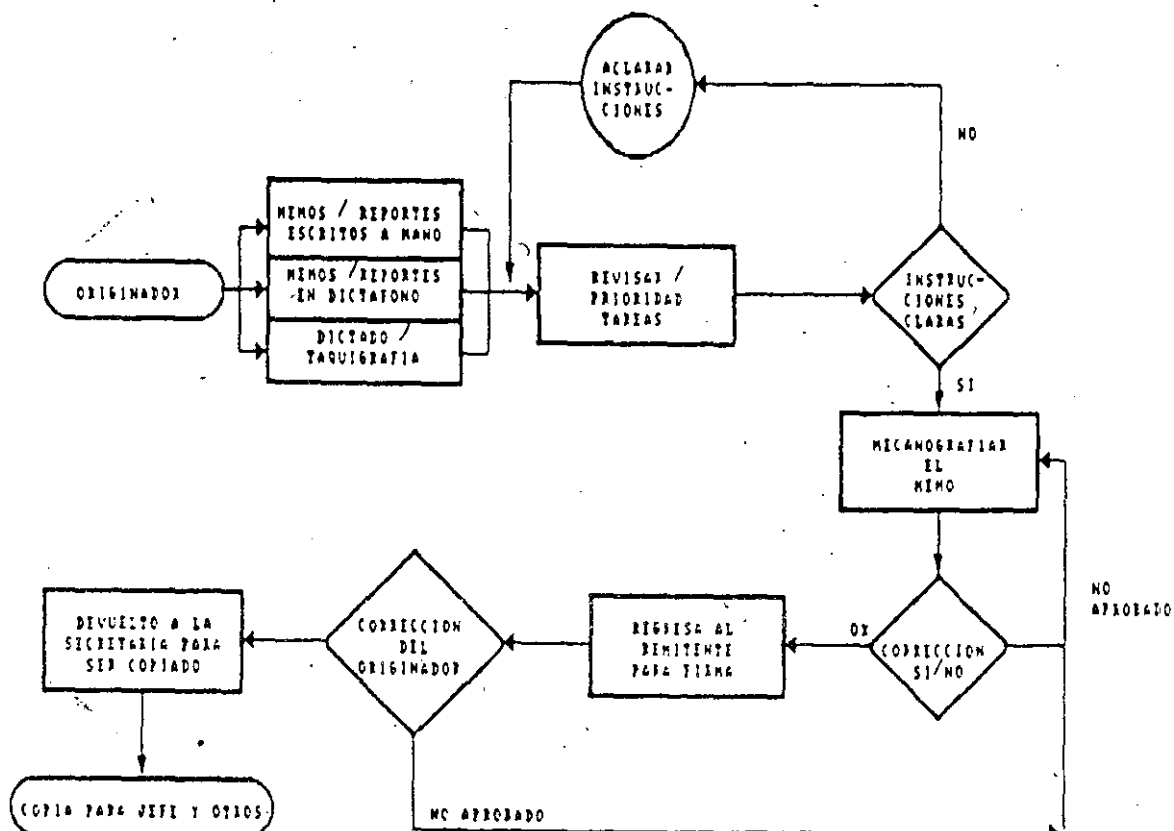 ACLARAR
INSTRUC-
CIONES
NO
MEMOS / REPORTES
ESCRITOS A MANO
ORIGINADOR
MEMOS / REPORTES
EN DICTAFONO
DICTADO /
TAQUIGRAFIA
REVISAR /
PRIORIDAD
TAREAS
INSTRUC-
CIONES
CLARAS
SI
MECANOGRAFIAR
EL
MEMO
NO
APROBADO
CORRECCION
SI/NO
OK
REGRESA AL
REMITENTE
PARA FIRMA
CORRECCION
DEL
ORIGINADOR
DEVUELTO A LA
SECRETARIA PARA
SER COPIADO
COPIA PARA JEFE Y OTROS
NO APROBADO